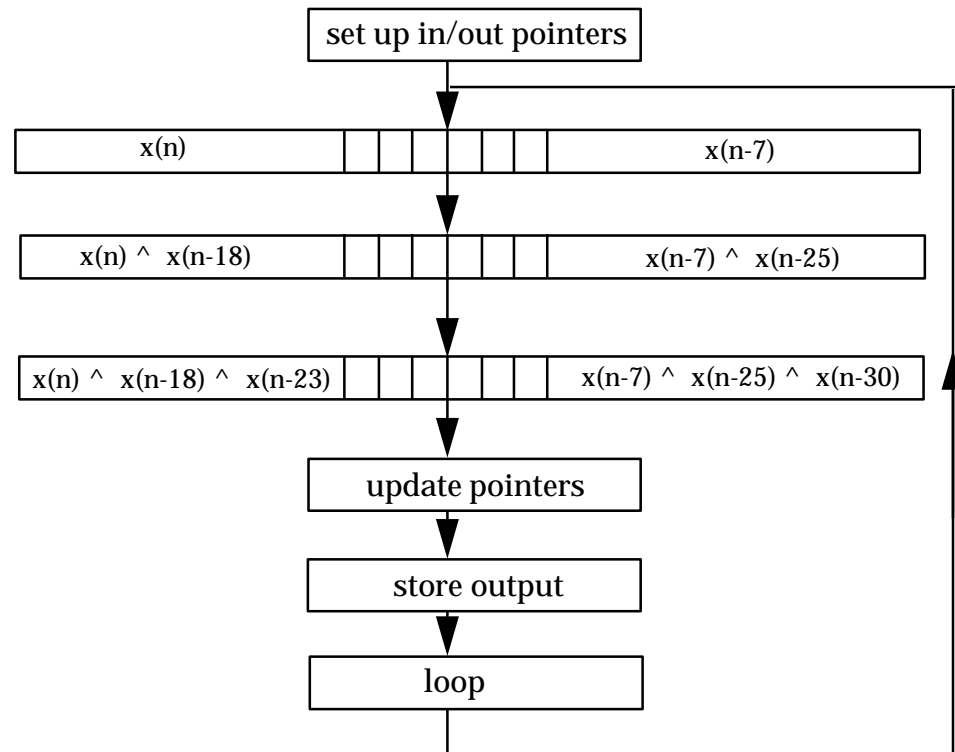 set up in/out pointers
x(n) x(n-7)
x(n) ^ x(n-18) x(n-7) ^ x(n-25)
x(n) ^ x(n-18) ^ x(n-23) x(n-7) ^ x(n-25) ^ x(n-30)
update pointers
store output
loop